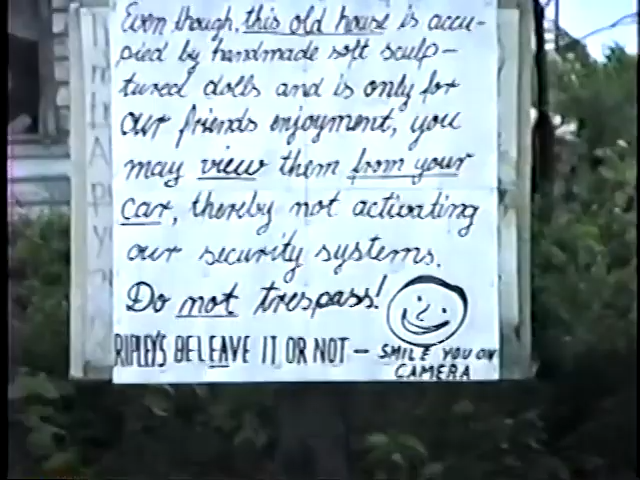 Even though, this old house is accu-
pied by handmade soft sculp-
tured dolls and is only for
our friends enjoyment, you
may view them from your
car, thereby not activating
our security systems.
Do not trespass!
RIPLEY'S BELEAVE IT OR NOT - SMILE YOU ON
CAMERA